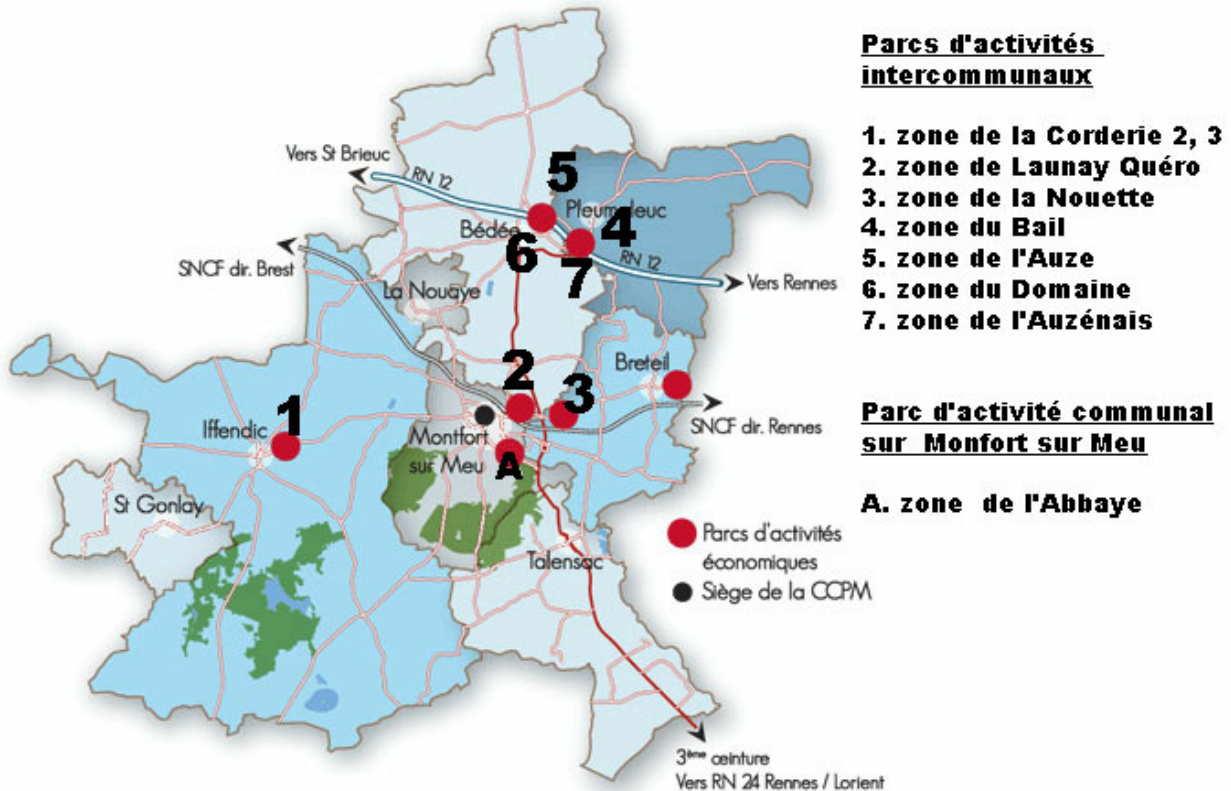 Parcs d'activités
intercommunaux
1. zone de la Corderie 2, 3
2. zone de Launay Quéro
3. zone de la Nouette
4. zone du Bail
5. zone de l'Auze
6. zone du Domaine
7. zone de l'Auzénais
Parc d'activité communal
sur Monfort sur Meu
A. zone de l'Abbaye
Vers St Brieuc
RN 12
5
Pleumeleuc
4
Bédée
6
7
RN 12
Vers Rennes
SNCF dir. Brest
La Nouaye
2
3
Breteil
SNCF dir. Rennes
1
Iffendic
Montfort
sur Meu
A
St Gonlay
Talensac
Parcs d'activités
économiques
Siège de la CCPM
3ème ceinture
Vers RN 24 Rennes / Lorient